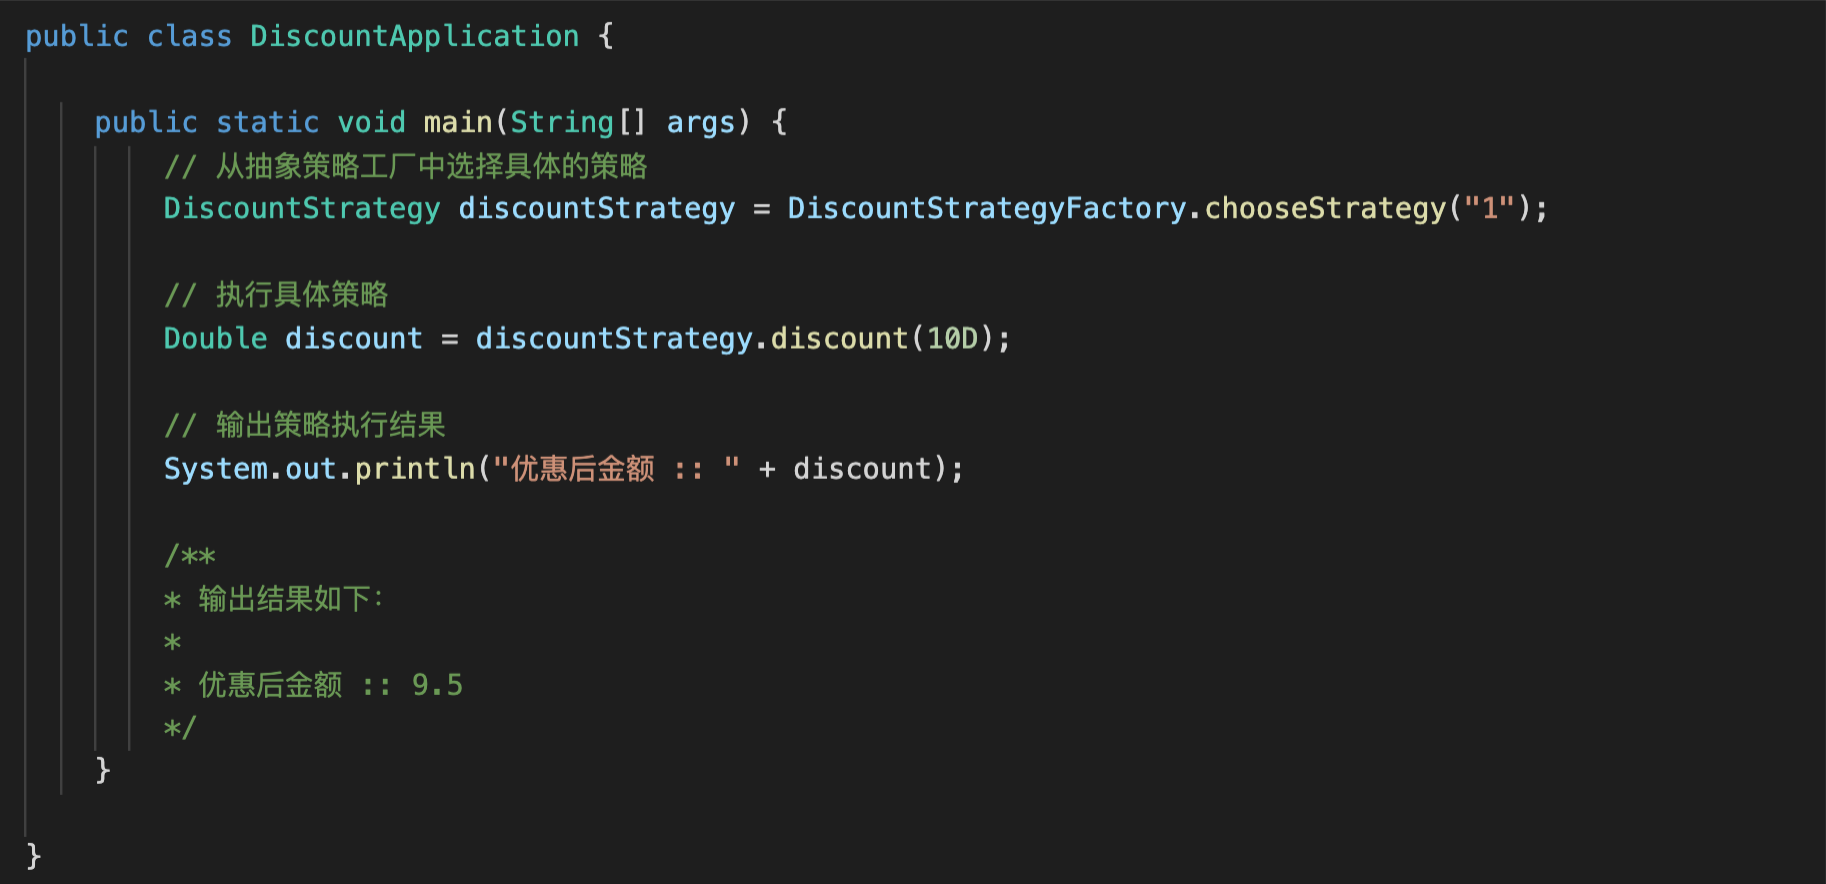 public class DiscountApplication {
public static void main(String[] args) {
// 从抽象策略工厂中选择具体的策略
DiscountStrategy discountStrategy = DiscountStrategyFactory.chooseStrategy("1");
// 执行具体策略
Double discount = discountStrategy.discount(10D);
// 输出策略执行结果
System.out.println("优惠后金额 :: " + discount);
/**
* 输出结果如下：
*
* 优惠后金额 :: 9.5
*/
}
}